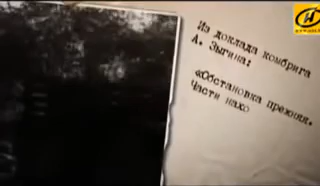 Из доклада комбрига
А. Зыгина:
«Обстановка прежняя.
Части нахо